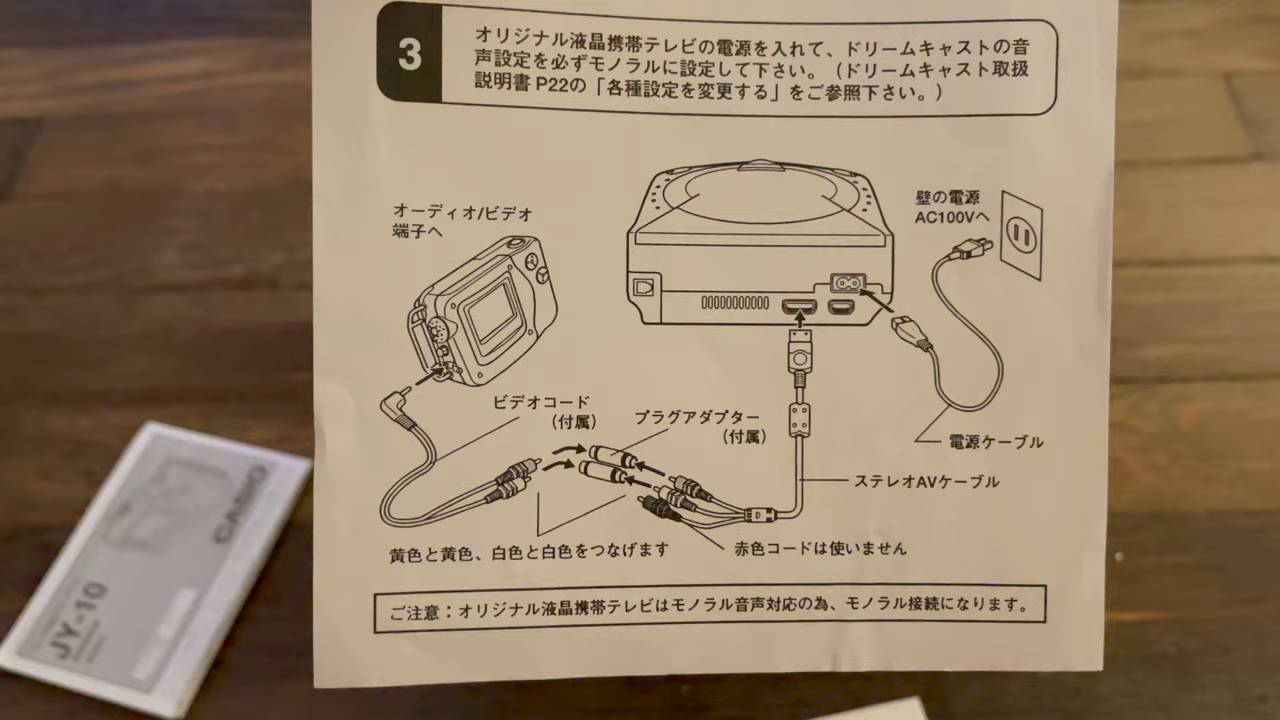 3
オリジナル液晶携帯テレビの電源を入れて、ドリームキャストの音
声設定を必ずモノラルに設定して下さい。（ドリームキャスト取扱
説明書 P22の「各種設定を変更する」をご参照下さい。）
壁の電源
AC100Vへ
オーディオ/ビデオ
端子へ
ビデオコード
（付属）
プラグアダプター
（付属）
電源ケーブル
ステレオAVケーブル
黄色と黄色、白色と白色をつなげます
赤色コードは使いません
ご注意：オリジナル液晶携帯テレビはモノラル音声対応の為、モノラル接続になります。
CASIO
JY-10